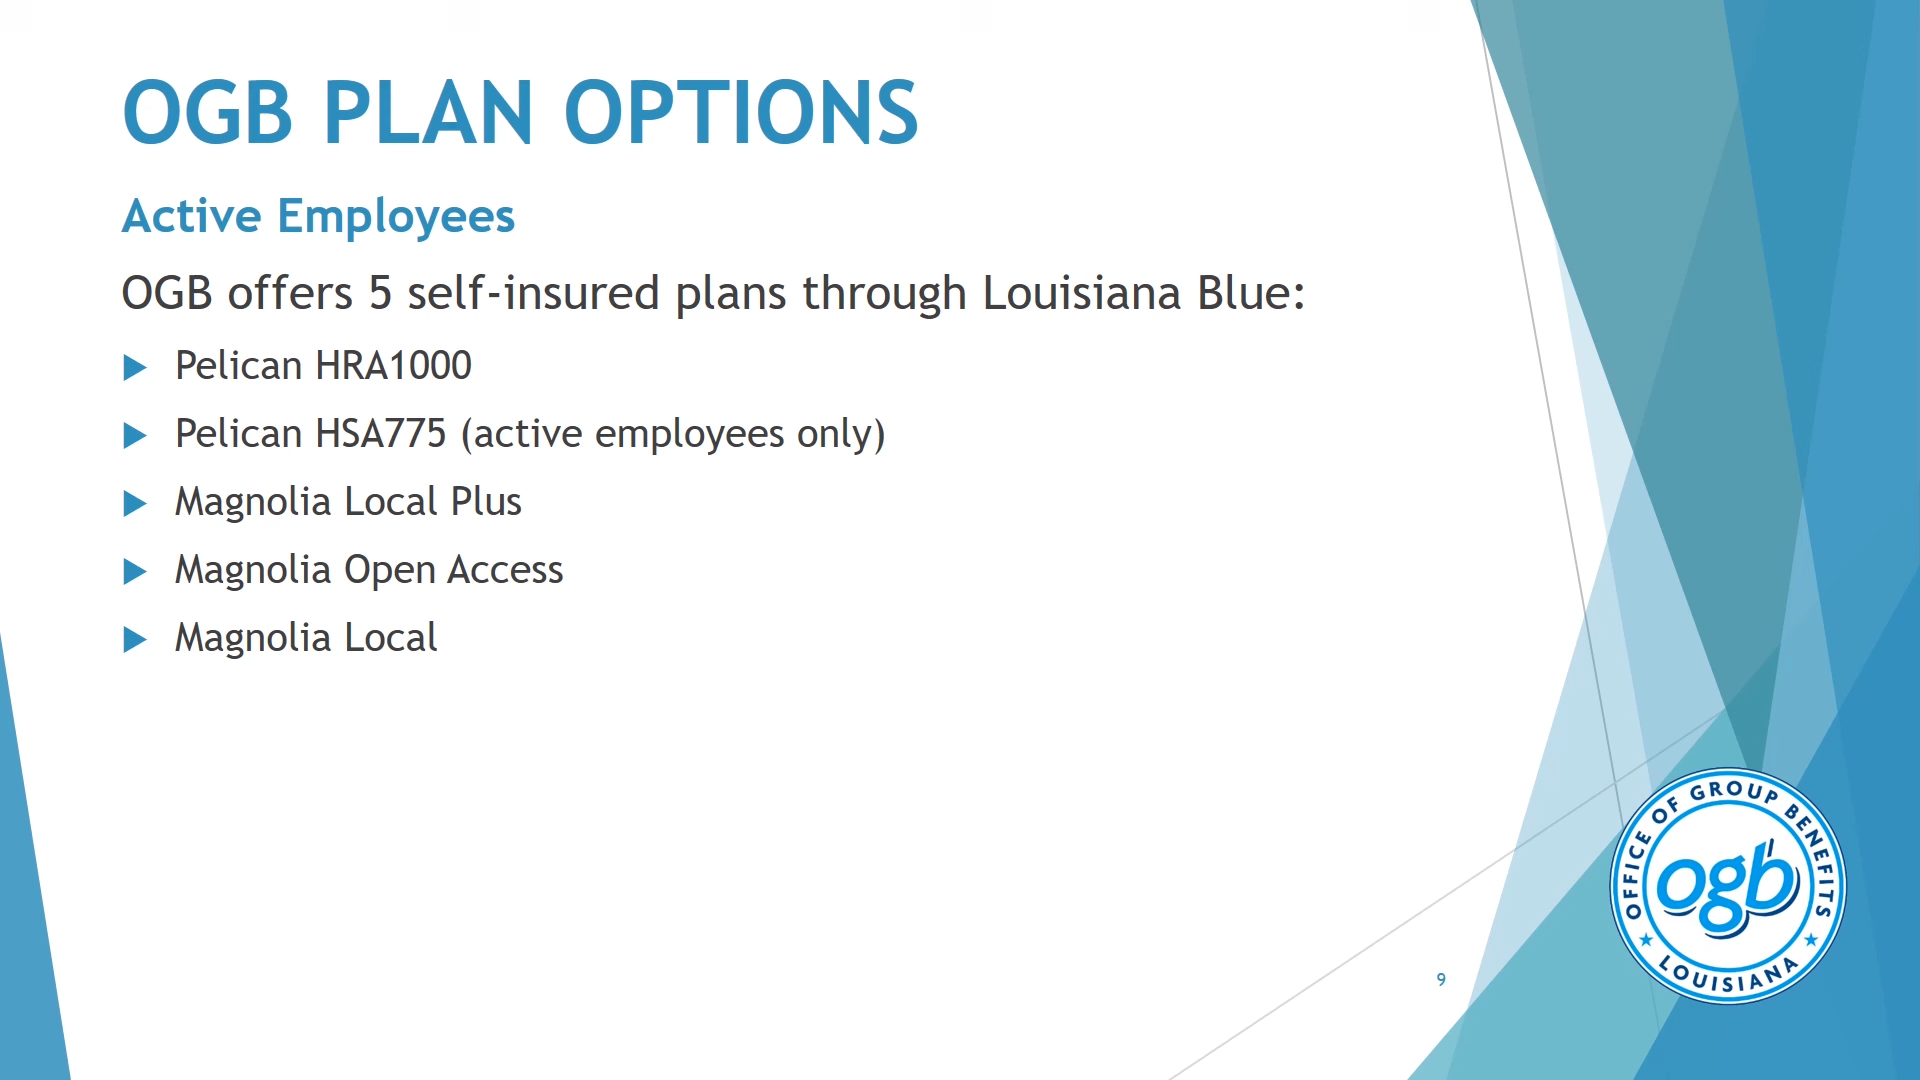 OGB PLAN OPTIONS
Active Employees
OGB offers 5 self-insured plans through Louisiana Blue:
Pelican HRA1000
Pelican HSA775 (active employees only)
Magnolia Local Plus
Magnolia Open Access
Magnolia Local
OFFICE OF GROUP BENEFITS
ogb
LOUISIANA
9